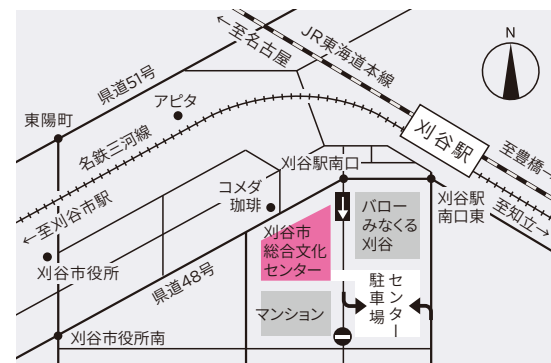 N
←至名古屋
JR東海道本線
県道51号
アピタ
東陽町
名鉄三河線
刈谷駅
至豊橋→
刈谷駅南口
コメダ
珈琲
バロー
みなくる
刈谷
刈谷駅
南口東
至知立→
←至刈谷市駅
刈谷市役所
刈谷市
総合文化
センター
県道48号
センター
駐車場
マンション
刈谷市役所南